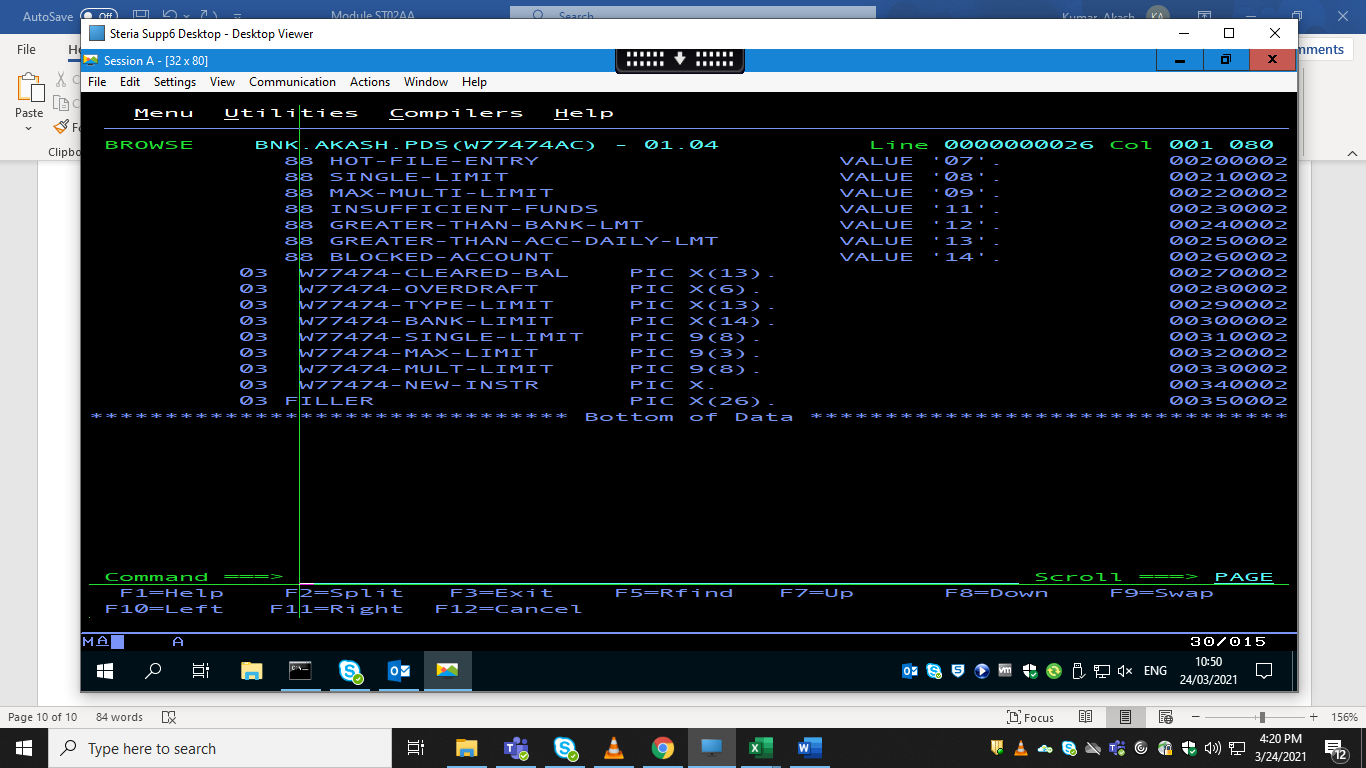 AutoSave Off Module ST02AA Search Kumar, Akash KA
File
Paste
Steria Supp6 Desktop - Desktop Viewer
Session A - [32 x 80]
File Edit Settings View Communication Actions Window Help
Menu Utilities Compilers Help
BROWSE BNK.AKASH.PDS(W77474AC) - 01.04 Line 0000000026 Col 001 080
88 HOT-FILE-ENTRY VALUE '07'. 00200002
88 SINGLE-LIMIT VALUE '08'. 00210002
88 MAX-MULTI-LIMIT VALUE '09'. 00220002
88 INSUFFICIENT-FUNDS VALUE '11'. 00230002
88 GREATER-THAN-BANK-LMT VALUE '12'. 00240002
88 GREATER-THAN-ACC-DAILY-LMT VALUE '13'. 00250002
88 BLOCKED-ACCOUNT VALUE '14'. 00260002
03 W77474-CLEARED-BAL PIC X(13). 00270002
03 W77474-OVERDRAFT PIC X(6). 00280002
03 W77474-TYPE-LIMIT PIC X(13). 00290002
03 W77474-BANK-LIMIT PIC X(14). 00300002
03 W77474-SINGLE-LIMIT PIC 9(8). 00310002
03 W77474-MAX-LIMIT PIC 9(3). 00320002
03 W77474-MULT-LIMIT PIC 9(8). 00330002
03 W77474-NEW-INSTR PIC X. 00340002
03 FILLER PIC X(26). 00350002
******************************** Bottom of Data ********************************
Command ===> Scroll ===> PAGE
F1=Help F2=Split F3=Exit F5=Rfind F7=Up F8=Down F9=Swap
F10=Left F11=Right F12=Cancel
MA A 30/015
ENG 10:50
24/03/2021
Page 10 of 10 84 words Focus 156%
Type here to search 4:20 PM
3/24/2021
12